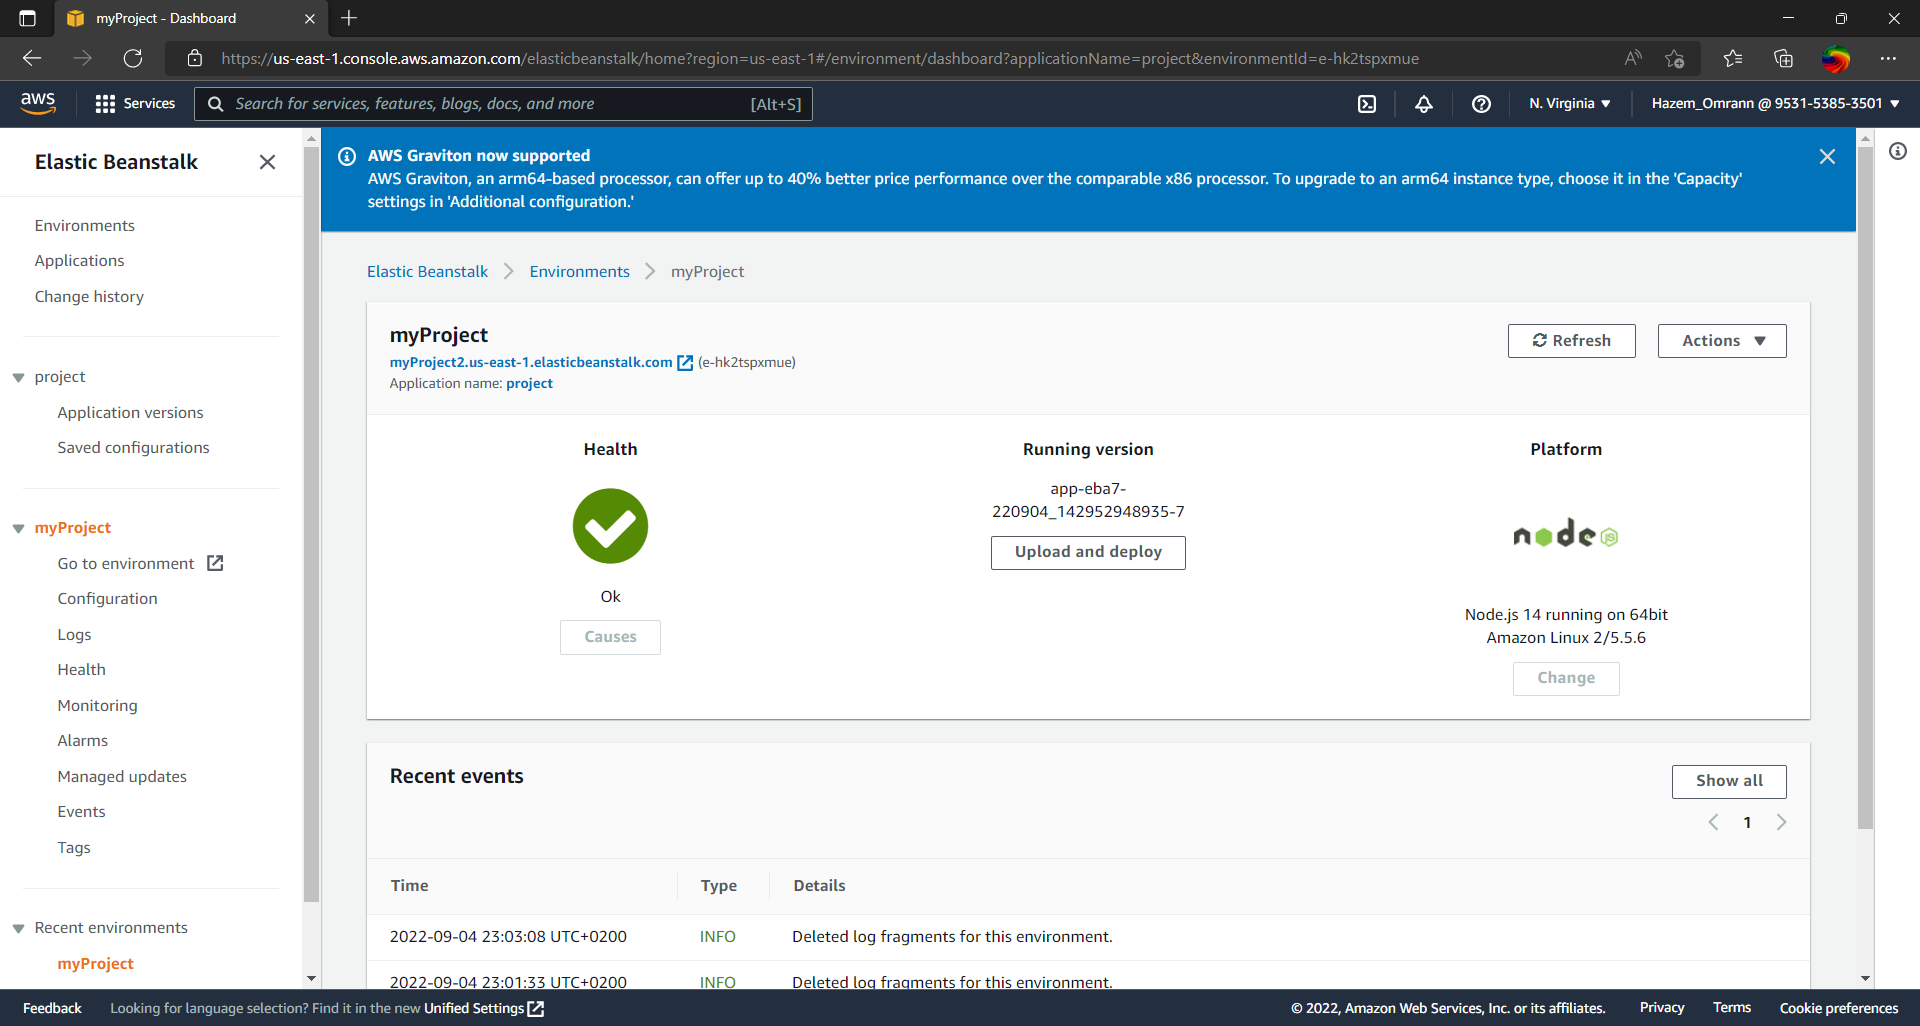 myProject - Dashboard
https://us-east-1.console.aws.amazon.com/elasticbeanstalk/home?region=us-east-1#/environment/dashboard?applicationName=project&environmentId=e-hk2tspxmue
aws
Services
Search for services, features, blogs, docs, and more
[Alt+S]
N. Virginia
Hazem_Omrann @ 9531-5385-3501
Elastic Beanstalk
Environments
Applications
Change history
project
Application versions
Saved configurations
myProject
Go to environment
Configuration
Logs
Health
Monitoring
Alarms
Managed updates
Events
Tags
Recent environments
myProject
AWS Graviton now supported
AWS Graviton, an arm64-based processor, can offer up to 40% better price performance over the comparable x86 processor. To upgrade to an arm64 instance type, choose it in the 'Capacity'
settings in 'Additional configuration.'
Elastic Beanstalk
Environments
myProject
myProject
myProject2.us-east-1.elasticbeanstalk.com (e-hk2tspxmue)
Application name: project
Refresh
Actions
Health
Ok
Causes
Running version
app-eba7-
220904_142952948935-7
Upload and deploy
Platform
node JS
Node.js 14 running on 64bit
Amazon Linux 2/5.5.6
Change
Recent events
Show all
1
Time
Type
Details
2022-09-04 23:03:08 UTC+0200
INFO
Deleted log fragments for this environment.
2022-09-04 23:01:33 UTC+0200
INFO
Deleted log fragments for this environment.
Feedback
Looking for language selection? Find it in the new Unified Settings
© 2022, Amazon Web Services, Inc. or its affiliates.
Privacy
Terms
Cookie preferences